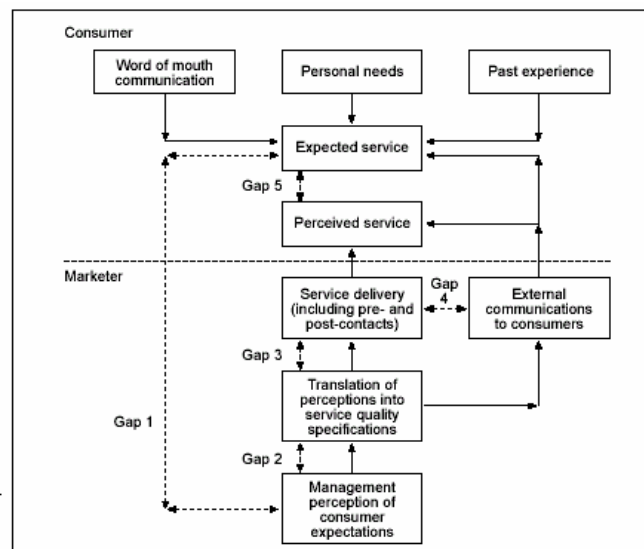 Consumer
Word of mouth
communication
Personal needs
Past experience
Expected service
Gap 5
Perceived service
Marketer
Service delivery
(including pre- and
post-contacts)
Gap
4
External
communications
to consumers
Gap 3
Translation of
perceptions into
service quality
specifications
Gap 1
Gap 2
Management
perception of
consumer
expectations